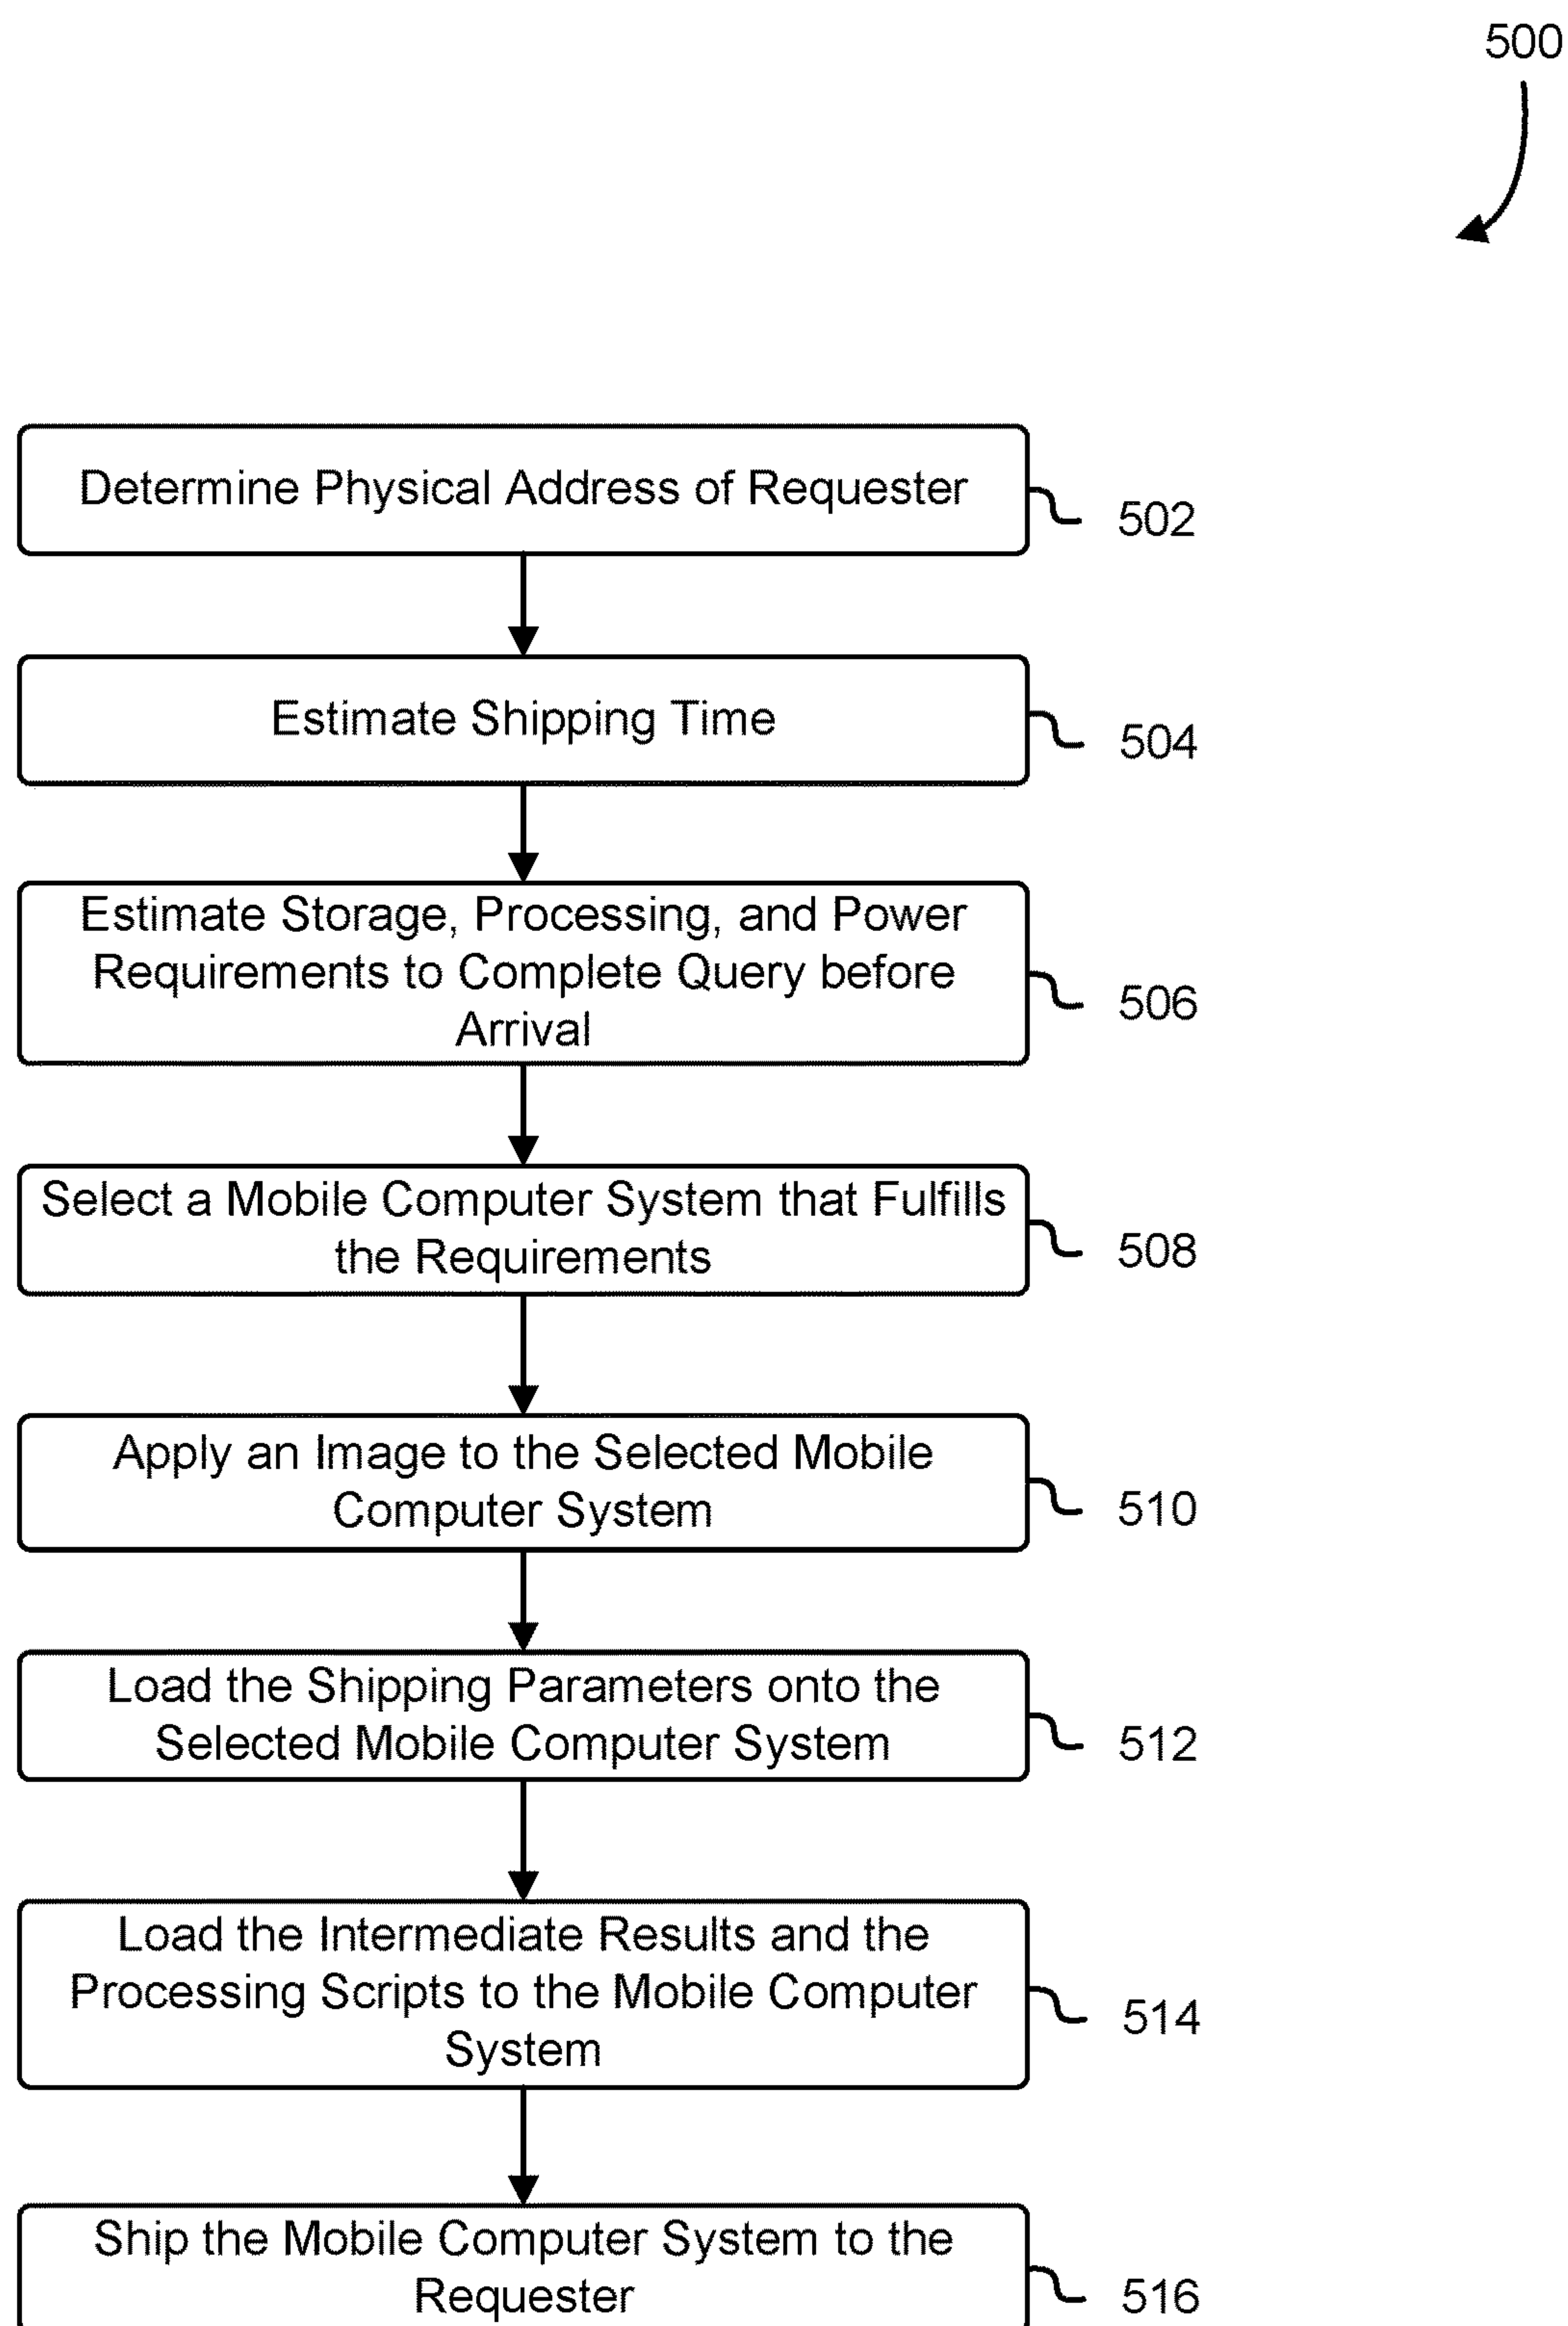 500
Determine Physical Address of Requester
502
Estimate Shipping Time
504
Estimate Storage, Processing, and Power
Requirements to Complete Query before
Arrival
506
Select a Mobile Computer System that Fulfills
the Requirements
508
Apply an Image to the Selected Mobile
Computer System
510
Load the Shipping Parameters onto the
Selected Mobile Computer System
512
Load the Intermediate Results and the
Processing Scripts to the Mobile Computer
System
514
Ship the Mobile Computer System to the
Requester
516